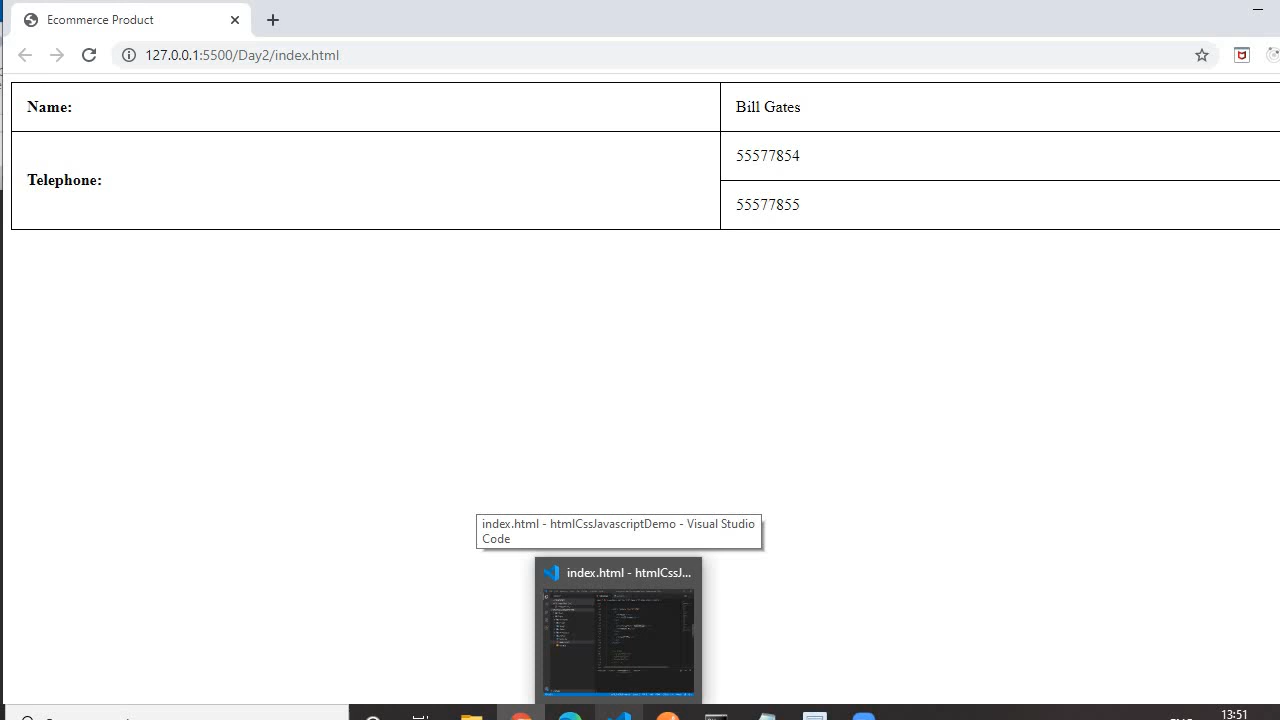 Ecommerce Product
127.0.0.1:5500/Day2/index.html
Name: Bill Gates
Telephone: 55577854
55577855
index.html - htmlCssJavascriptDemo - Visual Studio
Code
index.html - htmlCssJ...
13:51